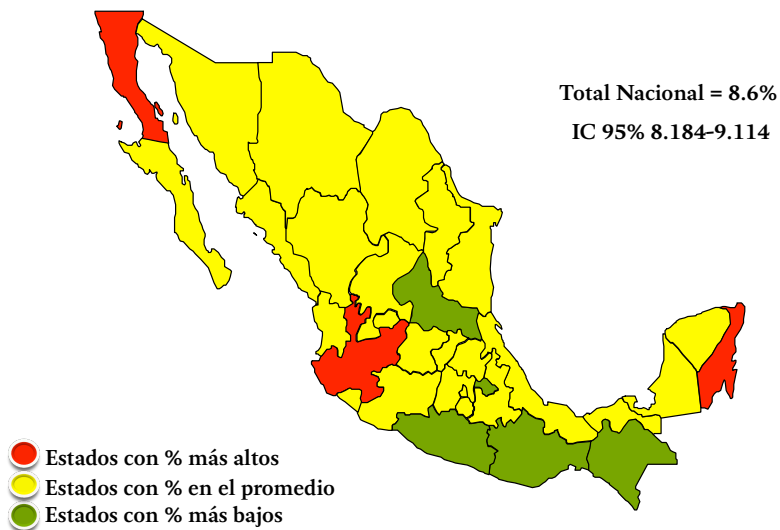 Total Nacional = 8.6%
IC 95% 8.184-9.114
Estados con % más altos
Estados con % en el promedio
Estados con % más bajos